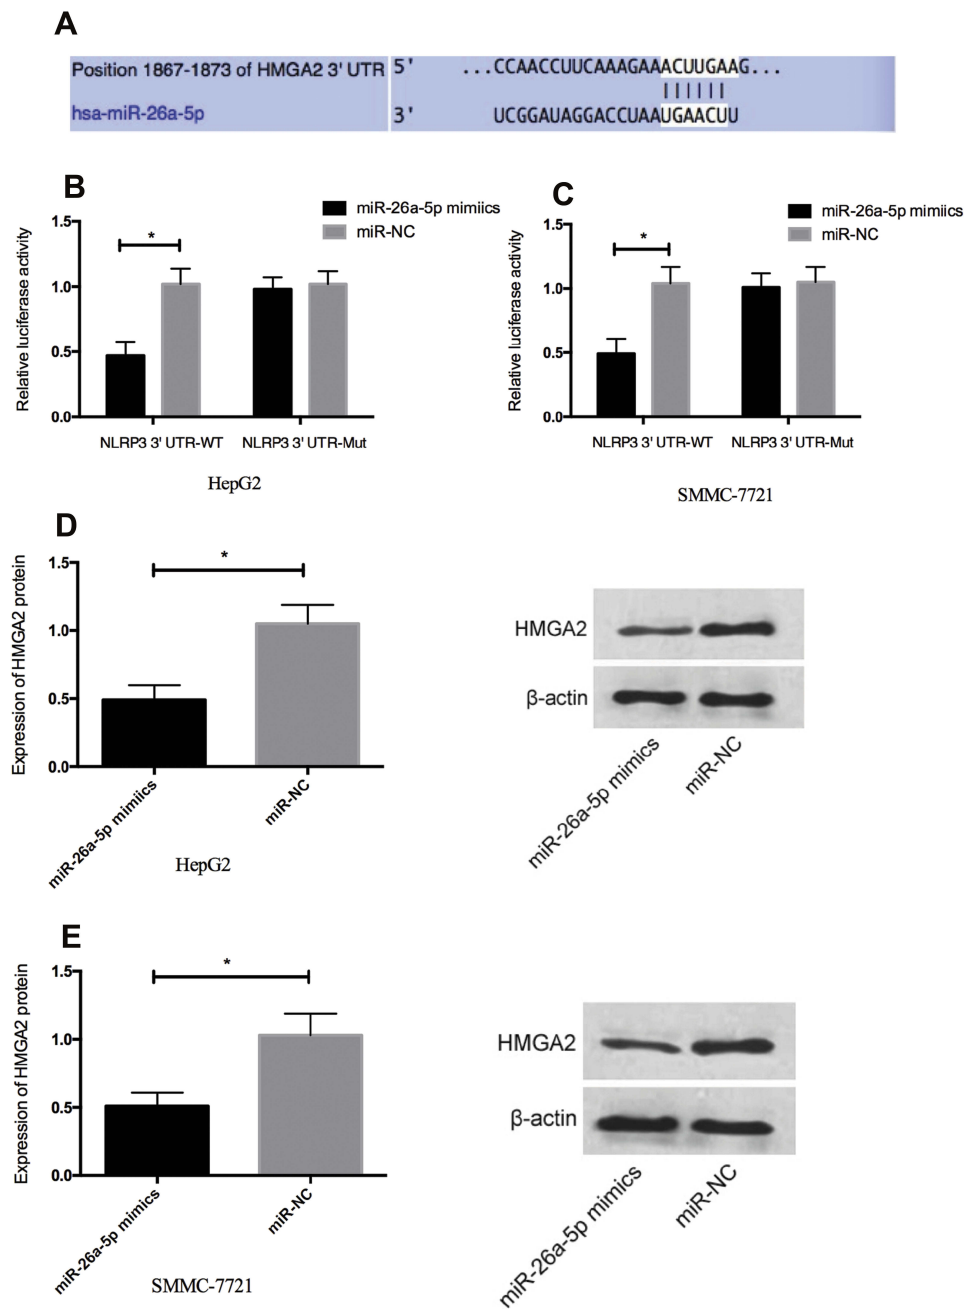 A
Position 1867-1873 of HMGA2 3' UTR 5' ...CCAACCUUCAAAGAAACUUGAAG...
hsa-miR-26a-5p 3' UCGGAUAGGACCUAAUGAACUU
B
miR-26a-5p mimiics
miR-NC
Relative luciferase activity
1.5
1.0
0.5
0.0
*
NLRP3 3' UTR-WT NLRP3 3' UTR-Mut
HepG2
C
miR-26a-5p mimiics
miR-NC
Relative luciferase activity
1.5
1.0
0.5
0.0
*
NLRP3 3' UTR-WT NLRP3 3' UTR-Mut
SMMC-7721
D
Expression of HMGA2 protein
1.5
1.0
0.5
0.0
*
miR-26a-5p mimiics
miR-NC
HepG2
HMGA2
β-actin
miR-26a-5p mimics
miR-NC
E
Expression of HMGA2 protein
1.5
1.0
0.5
0.0
*
miR-26a-5p mimics
miR-NC
SMMC-7721
HMGA2
β-actin
miR-26a-5p mimics
miR-NC